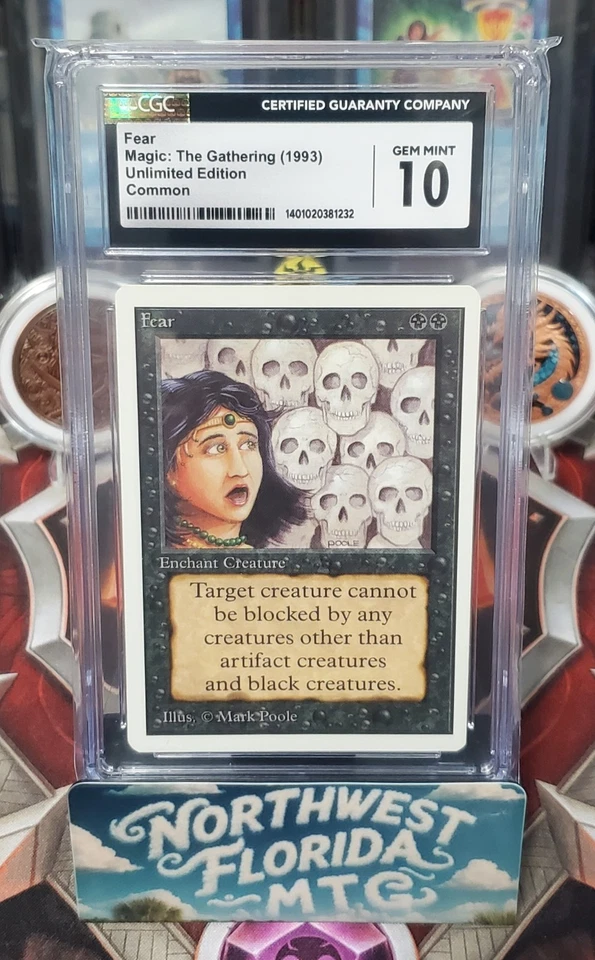 CGC
CERTIFIED GUARANTY COMPANY
Fear
Magic: The Gathering (1993)
Unlimited Edition
Common
GEM MINT
10
1401020381232
Fear
POOLE
Enchant Creature
Target creature cannot
be blocked by any
creatures other than
artifact creatures
and black creatures.
Illus. © Mark Poole
NORTHWEST
FLORIDA
MTG